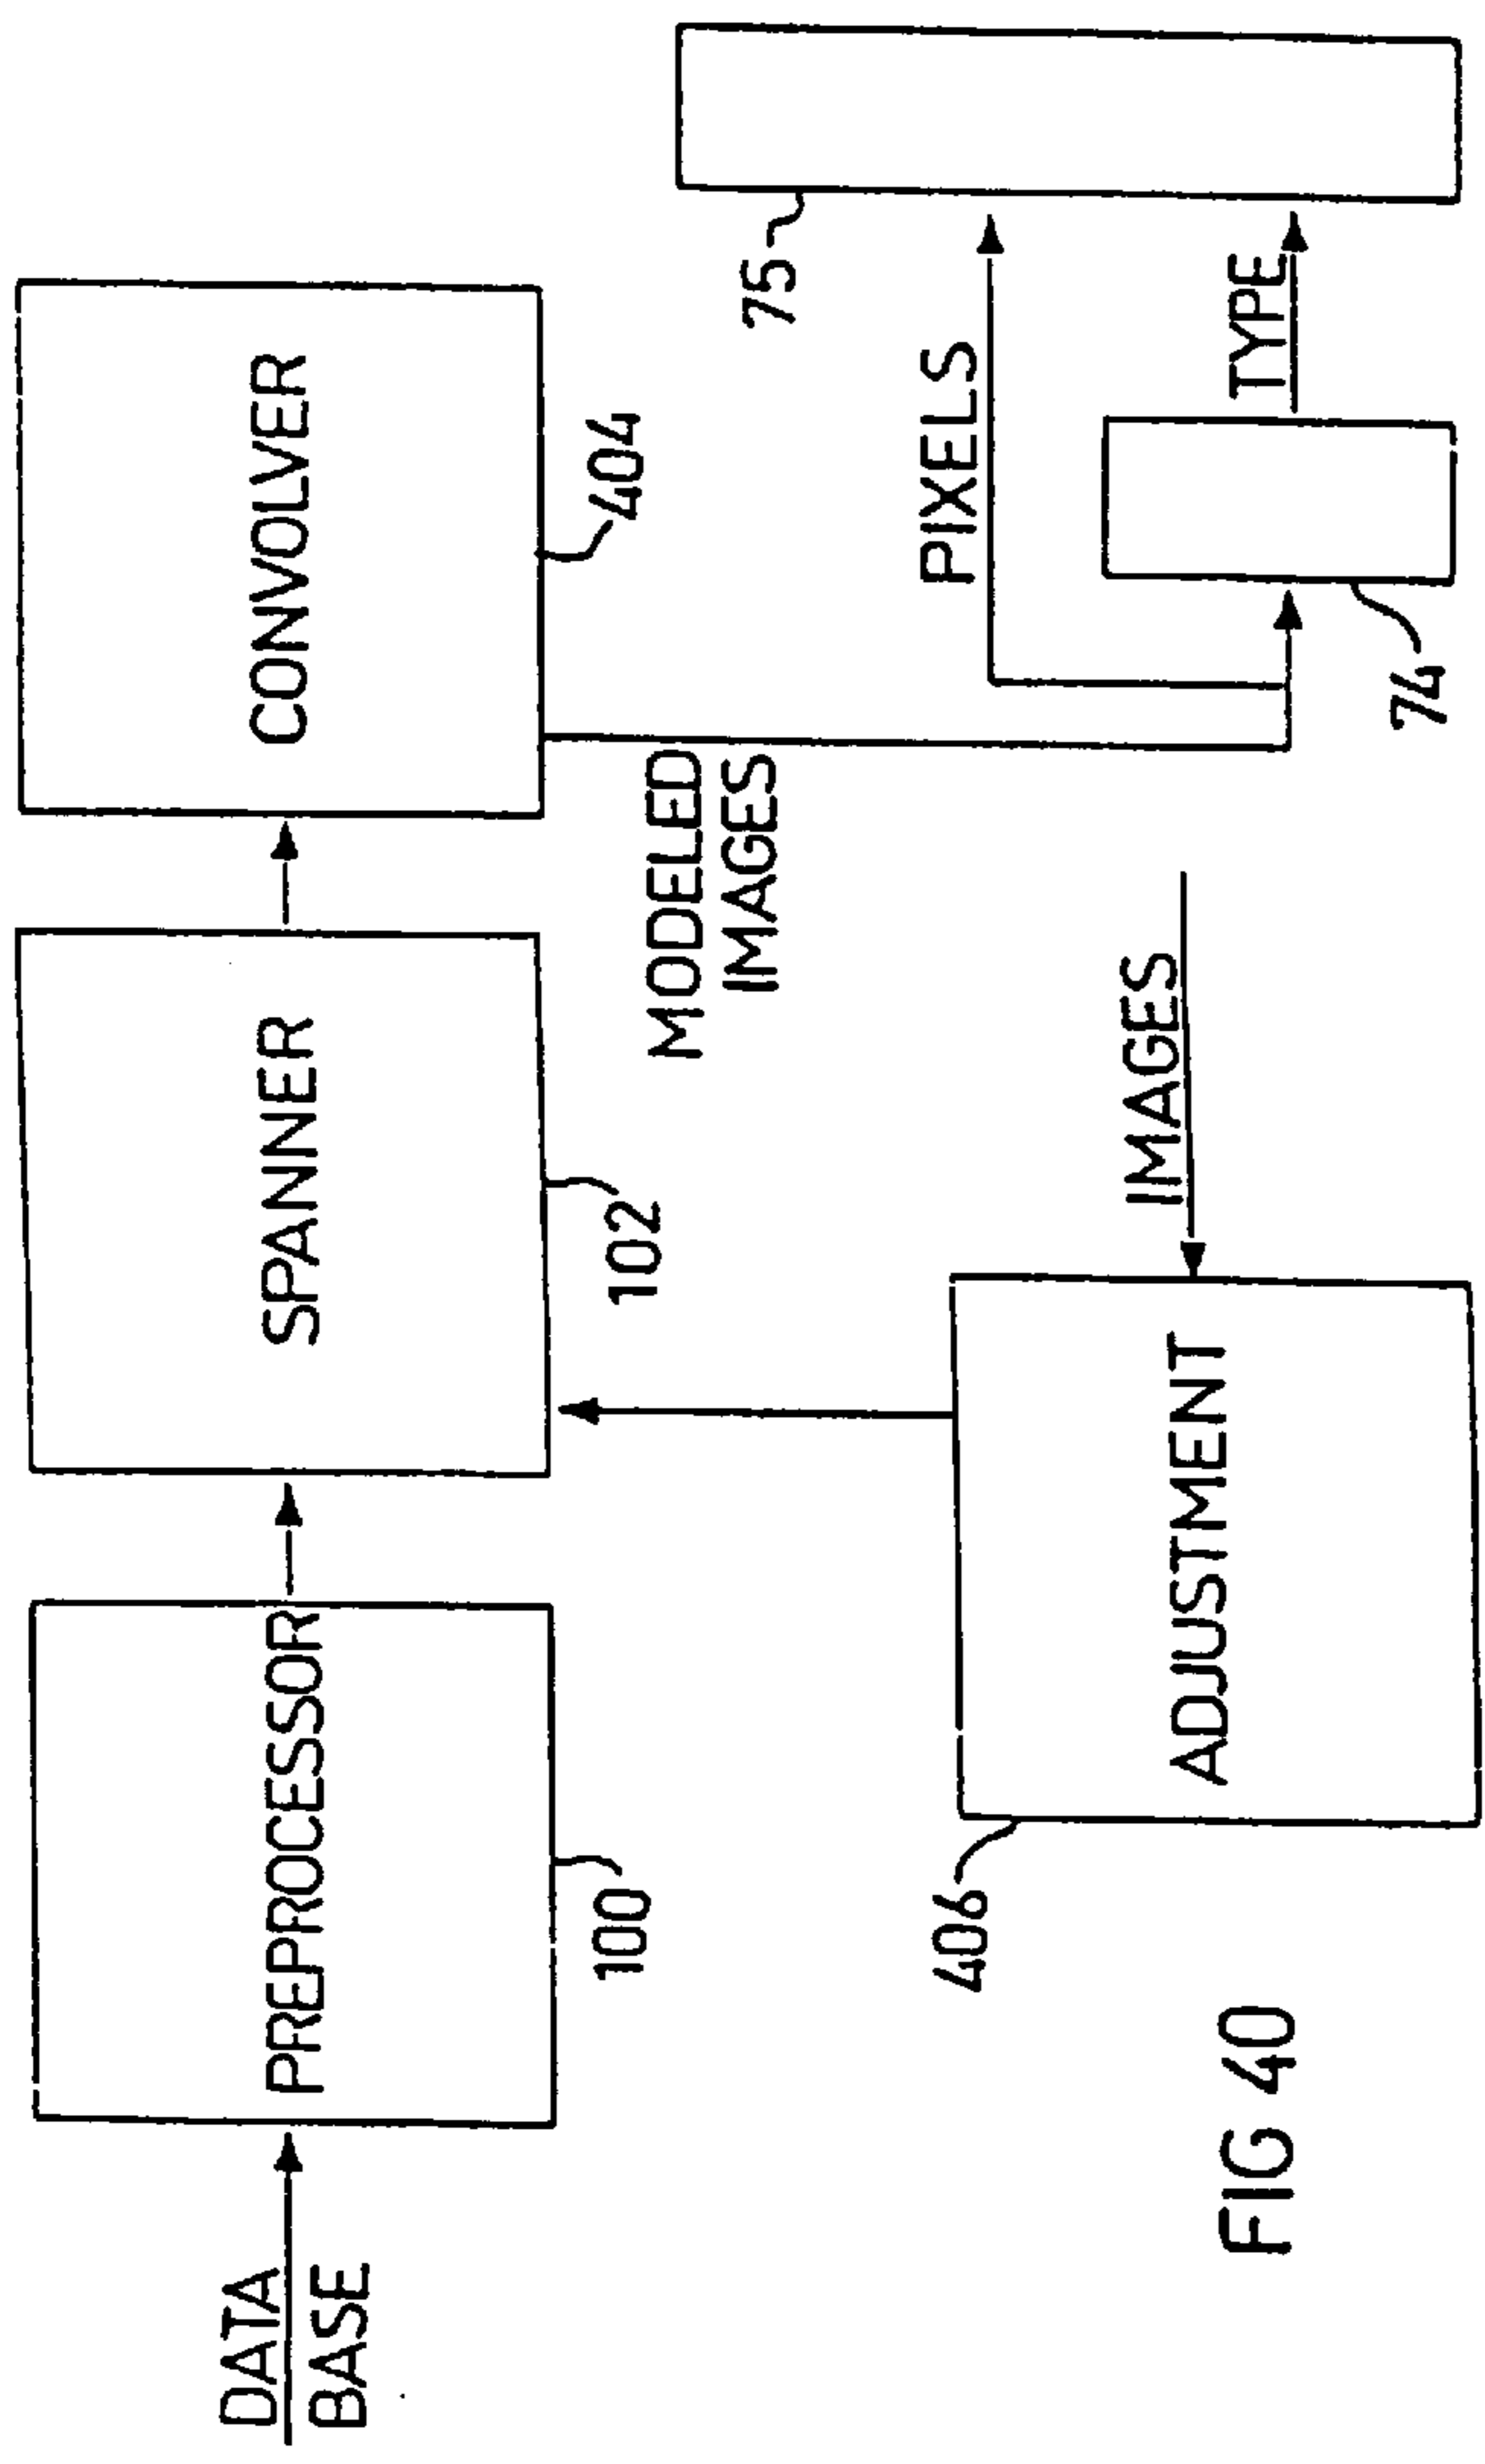 DATA
BASE
PREPROCESSOR
100
SPANNER
102
CONVOLVER
404
MODELED
IMAGES
PIXELS
75
TYPE
74
IMAGES
ADJUSTMENT
406
FIG 40